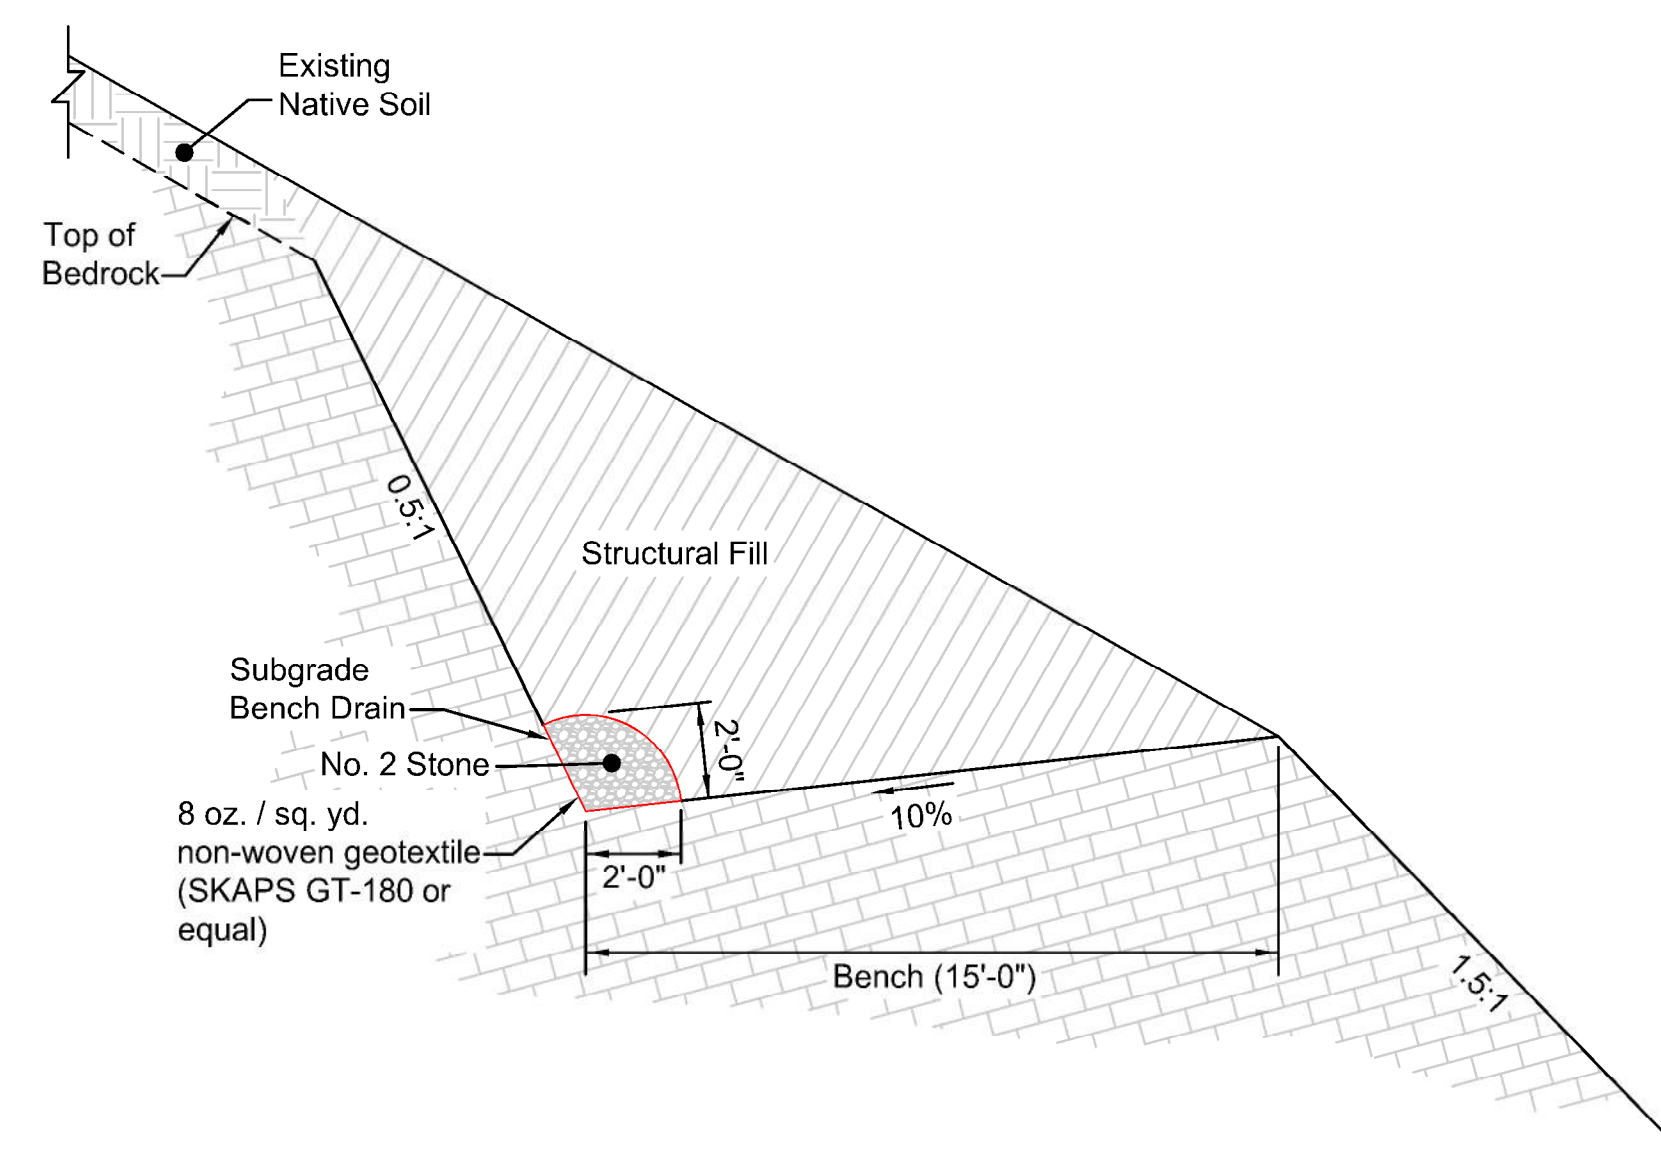 Existing
Native Soil
Top of
Bedrock
0.5:1
Structural Fill
Subgrade
Bench Drain
2'-0"
No. 2 Stone
8 oz. / sq. yd.
non-woven geotextile
(SKAPS GT-180 or
equal)
10%
2'-0"
Bench (15'-0")
1.5:1